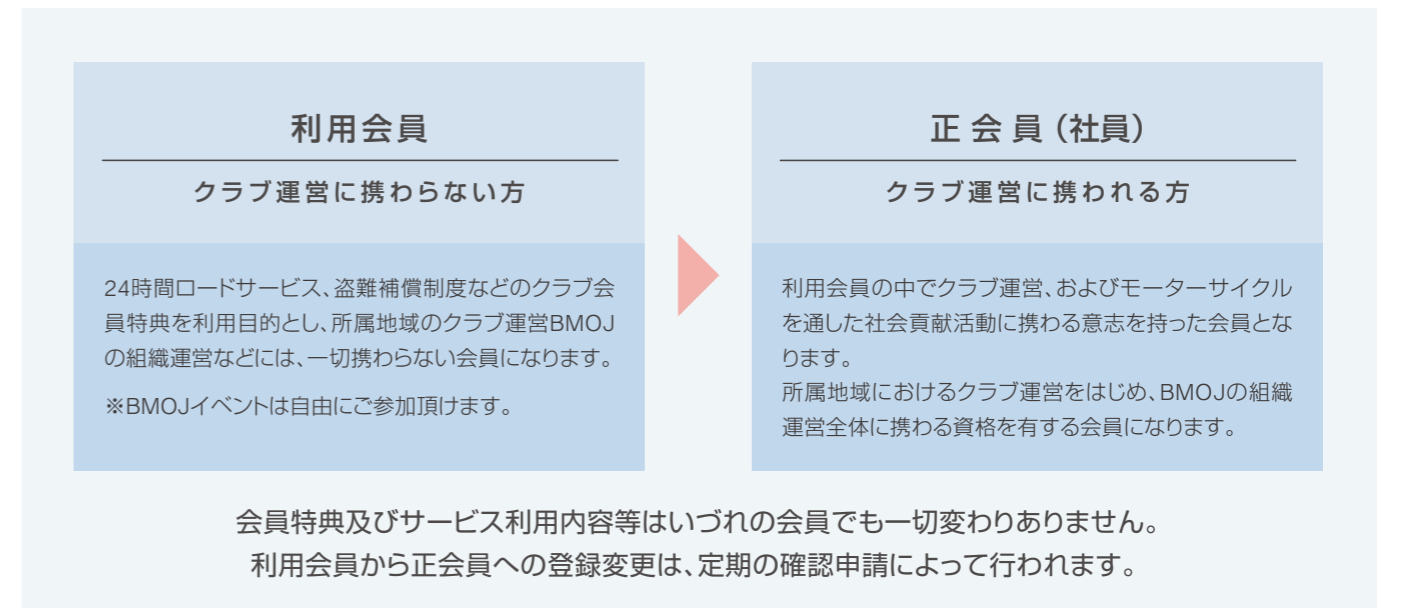 利用会員
クラブ運営に携わらない方
24時間ロードサービス、盗難補償制度などのクラブ会
員特典を利用目的とし、所属地域のクラブ運営BMOJ
の組織運営などには、一切携わらない会員になります。
※BMOJイベントは自由にご参加頂けます。
正会員（社員）
クラブ運営に携われる方
利用会員の中でクラブ運営、およびモーターサイクル
を通した社会貢献活動に携わる意志を持った会員とな
ります。
所属地域におけるクラブ運営をはじめ、BMOJの組織
運営全体に携わる資格を有する会員になります。
会員特典及びサービス利用内容等はいづれの会員でも一切変わりありません。
利用会員から正会員への登録変更は、定期の確認申請によって行われます。